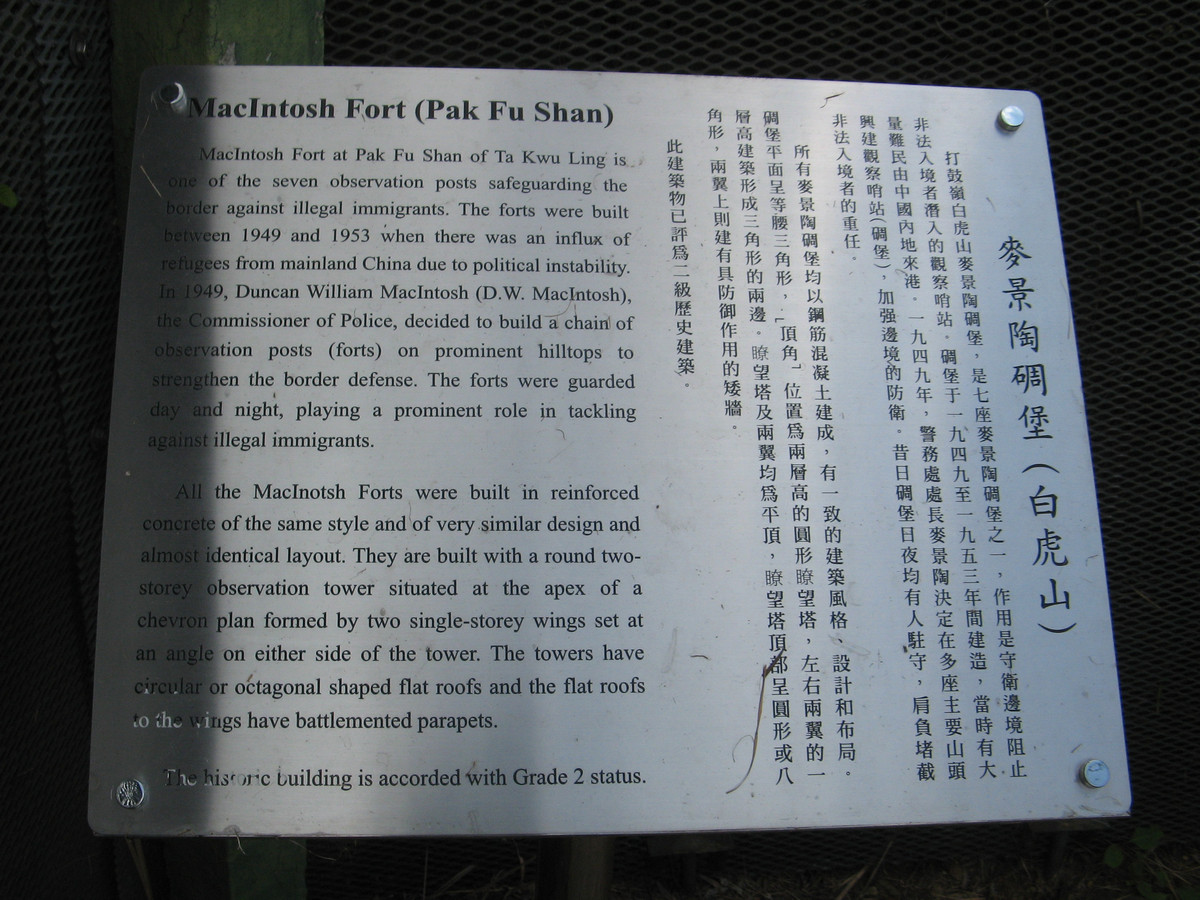 MacIntosh Fort (Pak Fu Shan)
MacIntosh Fort at Pak Fu Shan of Ta Kwu Ling is
one of the seven observation posts safeguarding the
border against illegal immigrants. The forts were built
between 1949 and 1953 when there was an influx of
refugees from mainland China due to political instability.
In 1949, Duncan William MacIntosh (D.W. MacIntosh),
the Commissioner of Police, decided to build a chain of
observation posts (forts) on prominent hilltops to
strengthen the border defense. The forts were guarded
day and night, playing a prominent role in tackling
against illegal immigrants.
All the MacInotsh Forts were built in reinforced
concrete of the same style and of very similar design and
almost identical layout. They are built with a round two-
storey observation tower situated at the apex of a
chevron plan formed by two single-storey wings set at
an angle on either side of the tower. The towers have
circular or octagonal shaped flat roofs and the flat roofs
to the wings have battlemented parapets.
The historic building is accorded with Grade 2 status.
麥景陶碉堡(白虎山)
打鼓嶺白虎山麥景陶碉堡，是七座麥景陶碉堡之一，作用是守衛邊境阻止
非法入境者潛入的觀察哨站。碉堡于一九四九至一九五三年間建造，當時有大
量難民由中國內地來港。一九四九年，警務處處長麥景陶決定在多座主要山頭
興建觀察哨站(碉堡)，加强邊境的防衛。昔日碉堡日夜均有人駐守，肩負堵截
非法入境者的重任。
所有麥景陶碉堡均以鋼筋混凝土建成，有一致的建築風格、設計和布局。
碉堡平面呈等腰三角形，「頂角」位置爲兩層高的圓形瞭望塔，左右兩翼的一
層高建築形成三角形的兩邊。瞭望塔及兩翼均爲平頂，瞭望塔頂部呈圓形或八
角形，兩翼上則建有具防御作用的矮牆。
此建築物已評爲二級歷史建築。